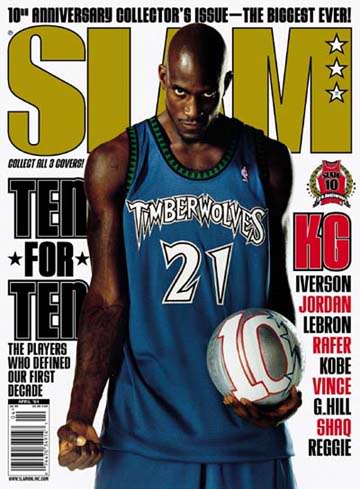 10TH ANNIVERSARY COLLECTOR'S ISSUE—THE BIGGEST EVER!
SLAM
COLLECT ALL 3 COVERS!
TEN
FOR
TEN
THE PLAYERS
WHO DEFINED
OUR FIRST
DECADE
APRIL '04
WWW.SLAMONLINE.COM
TIMBERWOLVES
21
10
SLAM
10
KG
IVERSON
JORDAN
LEBRON
RAFER
KOBE
VINCE
G.HILL
SHAQ
REGGIE